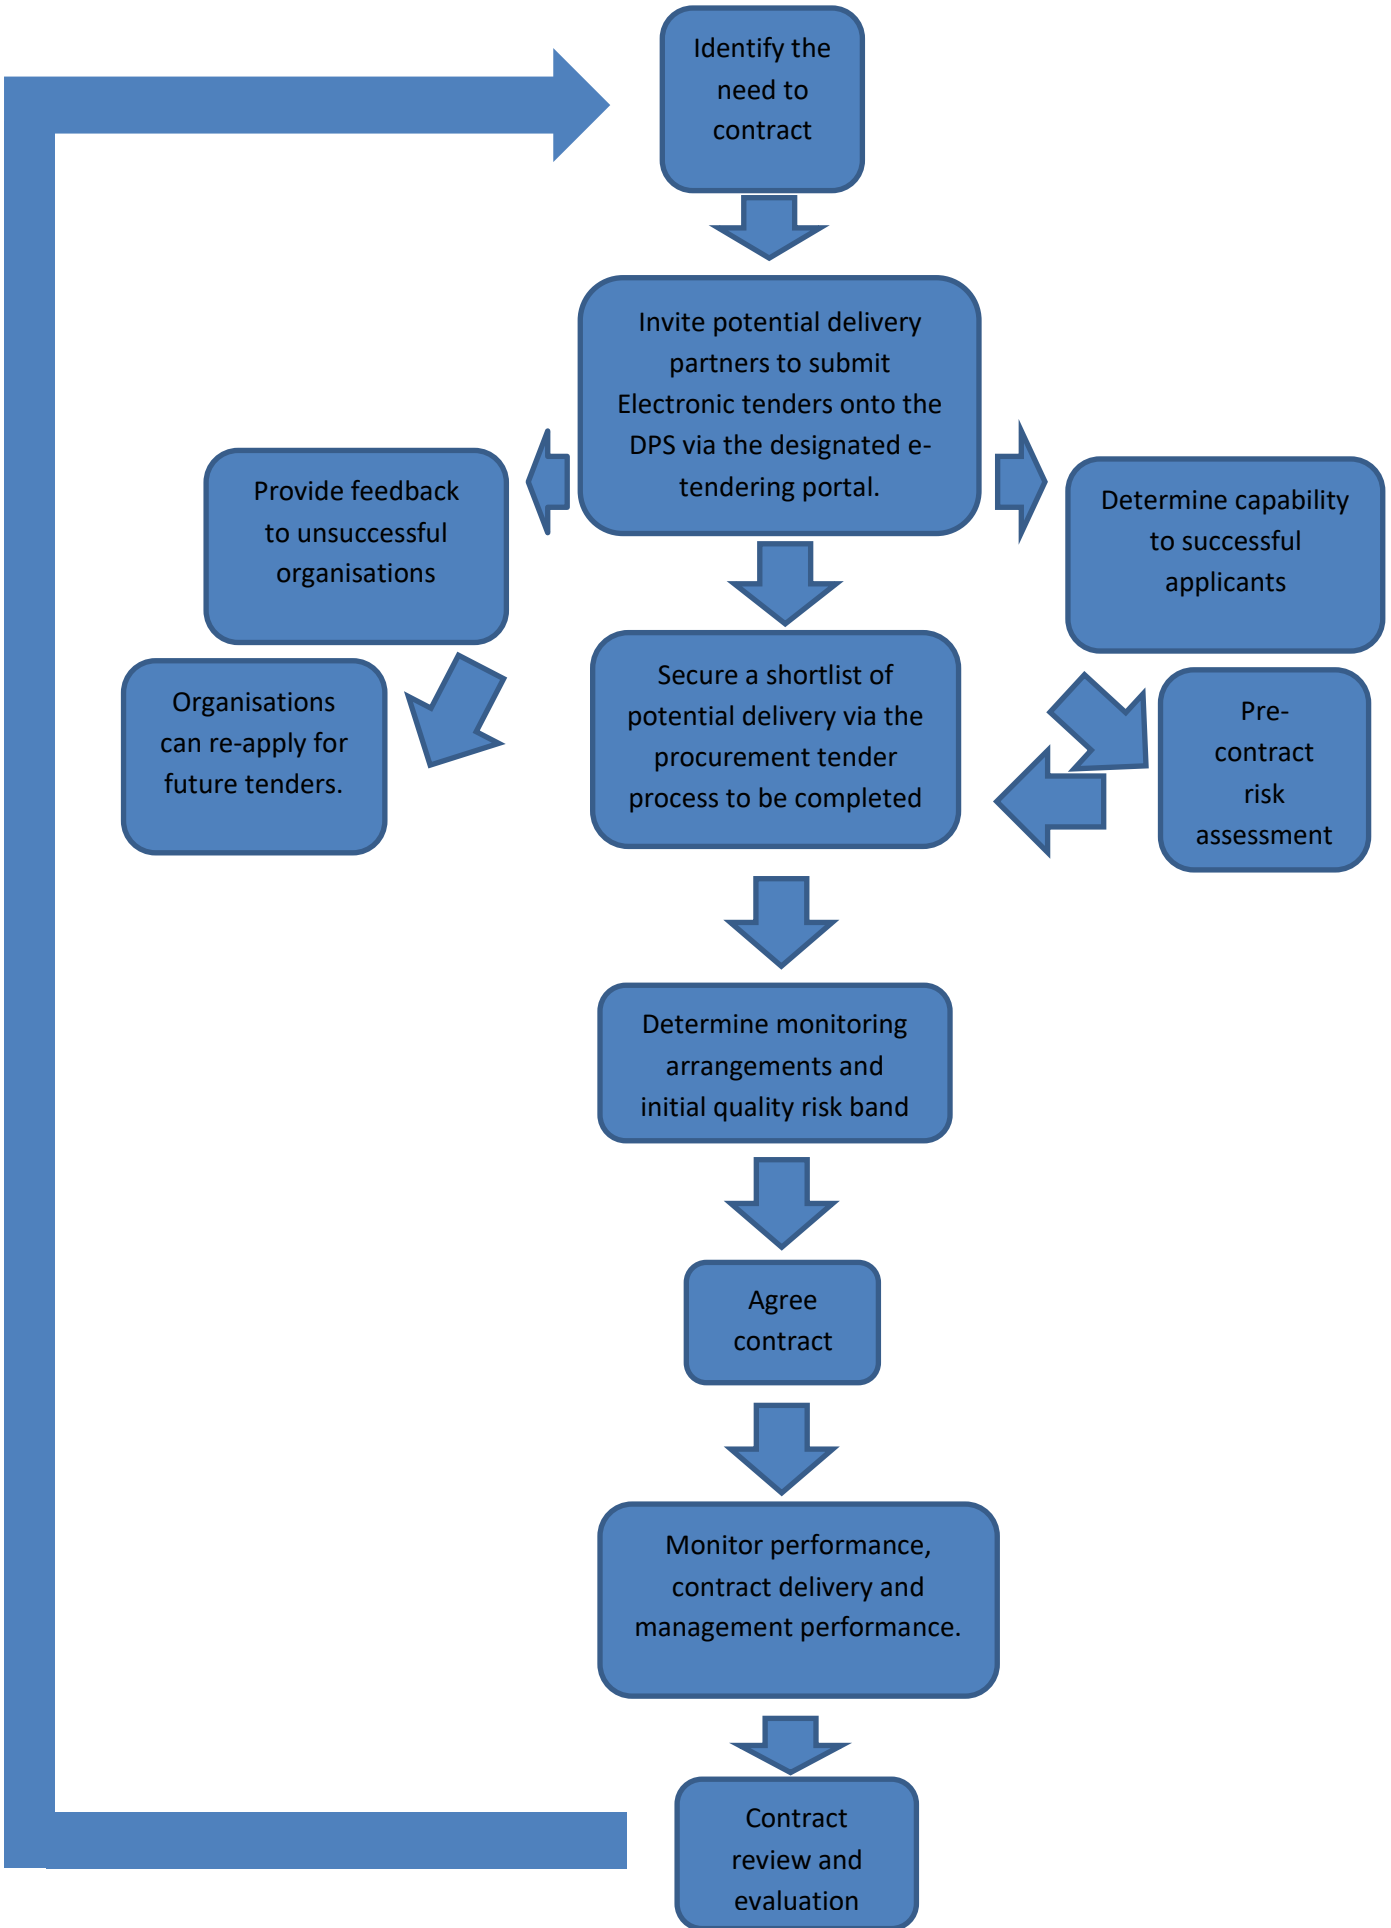 Identify the
need to
contract
Invite potential delivery
partners to submit
Electronic tenders onto the
DPS via the designated e-
tendering portal.
Provide feedback
to unsuccessful
organisations
Determine capability
to successful
applicants
Organisations
can re-apply for
future tenders.
Secure a shortlist of
potential delivery via the
procurement tender
process to be completed
Pre-
contract
risk
assessment
Determine monitoring
arrangements and
initial quality risk band
Agree
contract
Monitor performance,
contract delivery and
management performance.
Contract
review and
evaluation